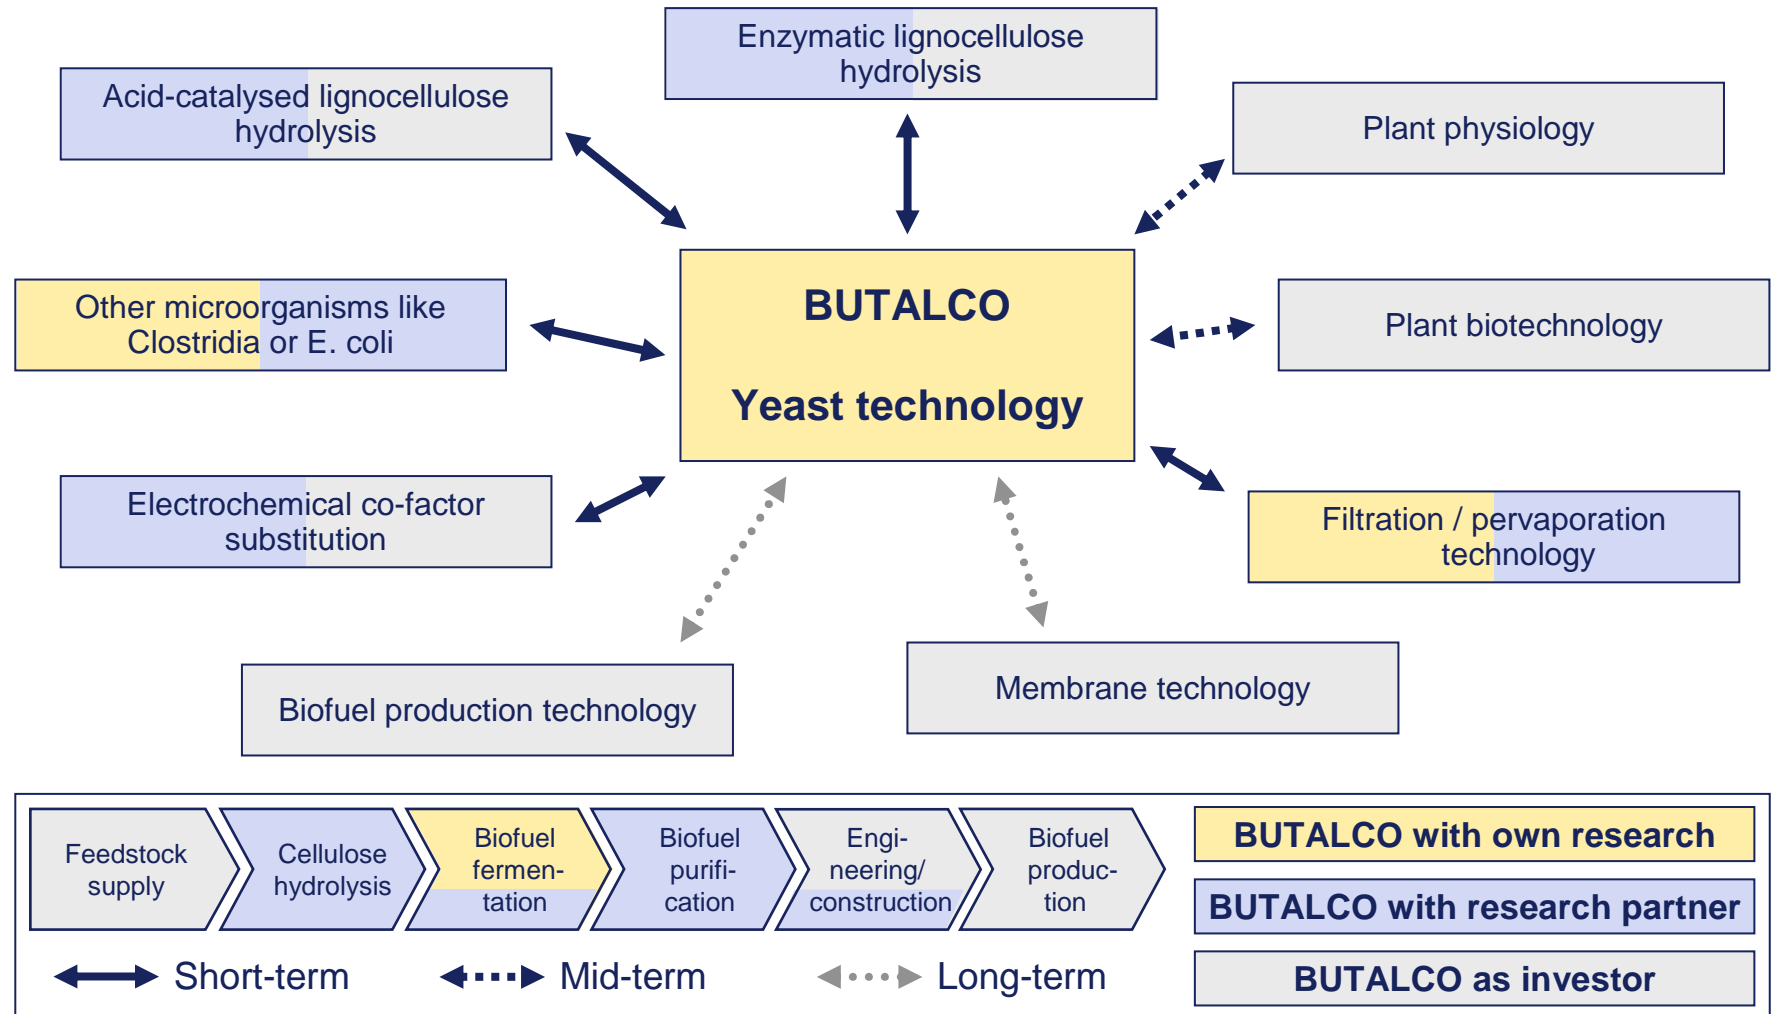 Enzymatic lignocellulose
hydrolysis
Acid-catalysed lignocellulose
hydrolysis
Plant physiology
Other microorganisms like
Clostridia or E. coli
BUTALCO
Yeast technology
Plant biotechnology
Electrochemical co-factor
substitution
Filtration / pervaporation
technology
Biofuel production technology
Membrane technology
Feedstock
supply
Cellulose
hydrolysis
Biofuel
fermen-
tation
Biofuel
purifi-
cation
Engi-
neering/
construction
Biofuel
produc-
tion
BUTALCO with own research
BUTALCO with research partner
BUTALCO as investor
Short-term
Mid-term
Long-term